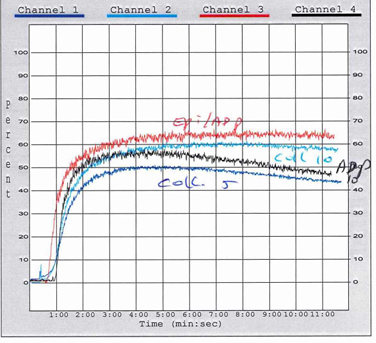 Channel 1 Channel 2 Channel 3 Channel 4
100 100
90 90
80 80
70 70
60 60
50 50
40 40
30 30
20 20
10 10
0 0
Percent
Epi/ADP
Coll 10
ADP
10
Coll. 5
1:00 2:00 3:00 4:00 5:00 6:00 7:00 8:00 9:00 10:00 11:00
Time (min:sec)